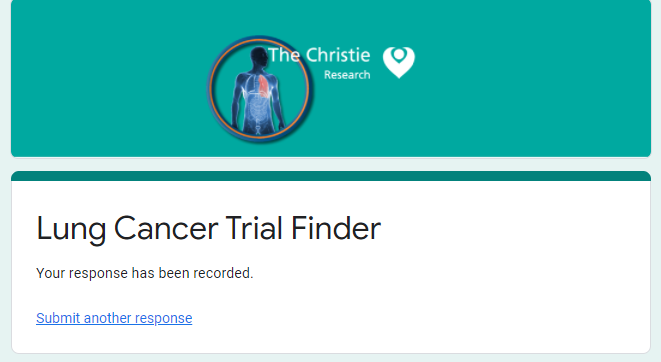 The Christie
Research
Lung Cancer Trial Finder
Your response has been recorded.
Submit another response